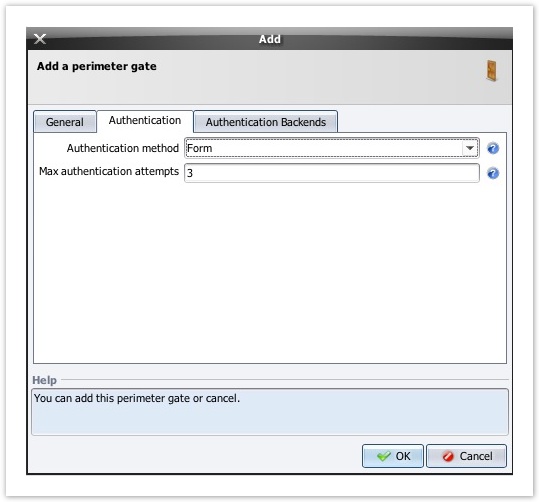 Add
Add a perimeter gate
General
Authentication
Authentication Backends
Authentication method
Form
Max authentication attempts
3
Help
You can add this perimeter gate or cancel.
OK
Cancel